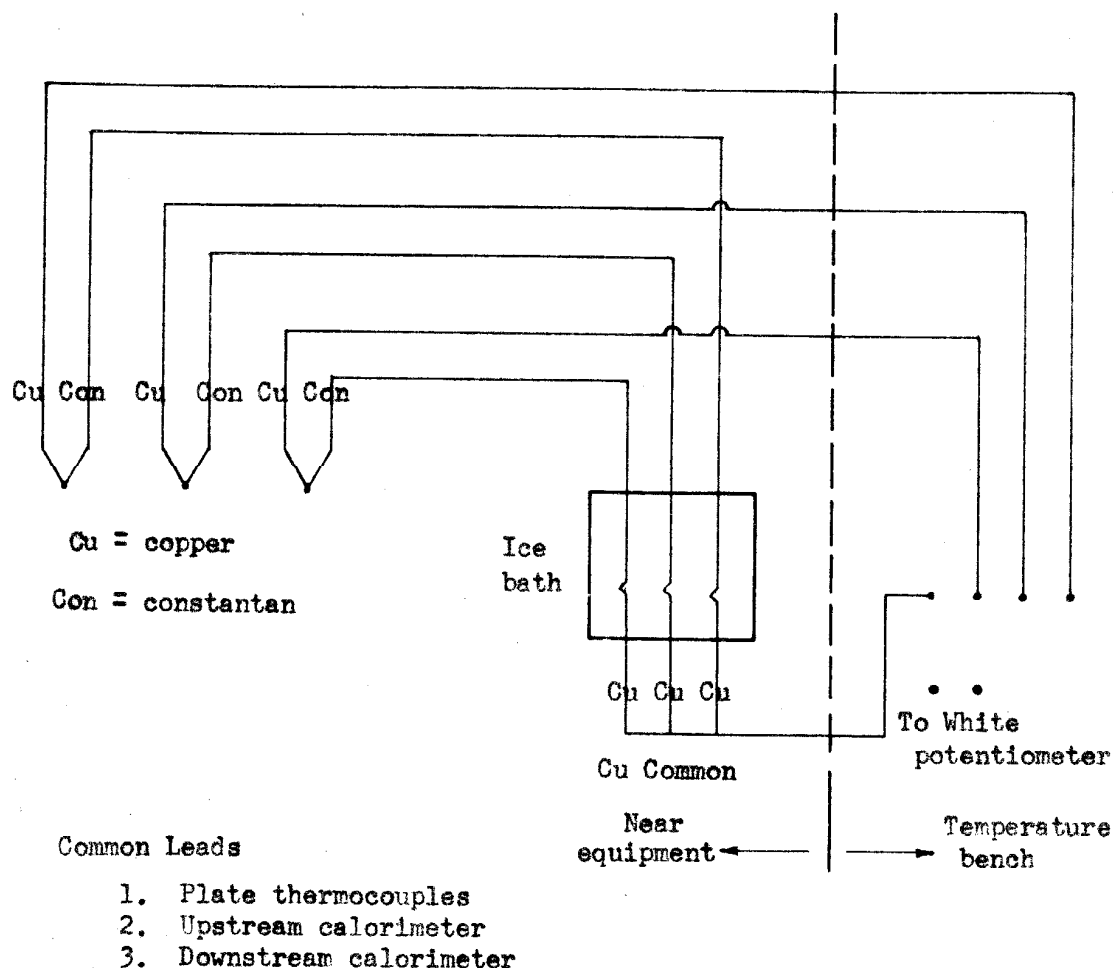 Cu Con Cu Con Cu Con
Cu = copper
Con = constantan
Ice
bath
Cu Cu Cu
Cu Common
To White
potentiometer
Near
equipment
Temperature
bench
Common Leads
1. Plate thermocouples
2. Upstream calorimeter
3. Downstream calorimeter